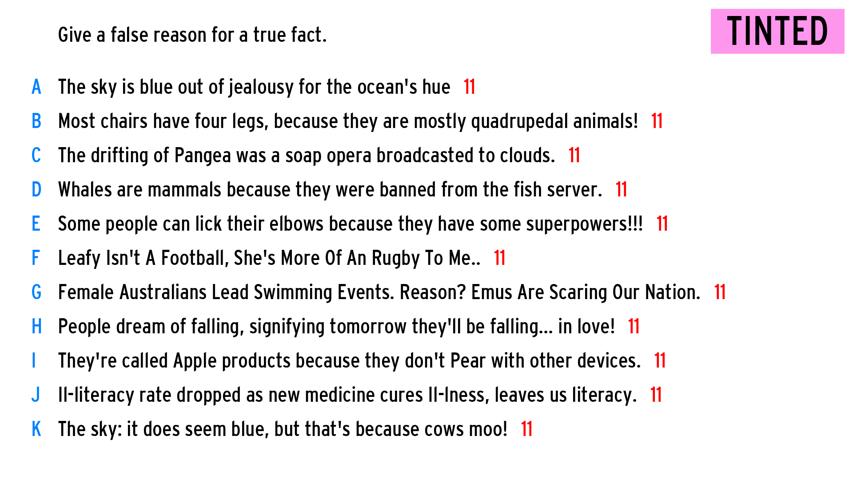 Give a false reason for a true fact.
TINTED
A The sky is blue out of jealousy for the ocean's hue 11
B Most chairs have four legs, because they are mostly quadrupedal animals! 11
C The drifting of Pangea was a soap opera broadcasted to clouds. 11
D Whales are mammals because they were banned from the fish server. 11
E Some people can lick their elbows because they have some superpowers!!! 11
F Leafy Isn't A Football, She's More Of An Rugby To Me.. 11
G Female Australians Lead Swimming Events. Reason? Emus Are Scaring Our Nation. 11
H People dream of falling, signifying tomorrow they'll be falling... in love! 11
I They're called Apple products because they don't Pear with other devices. 11
J Il-literacy rate dropped as new medicine cures Il-lness, leaves us literacy. 11
K The sky: it does seem blue, but that's because cows moo! 11